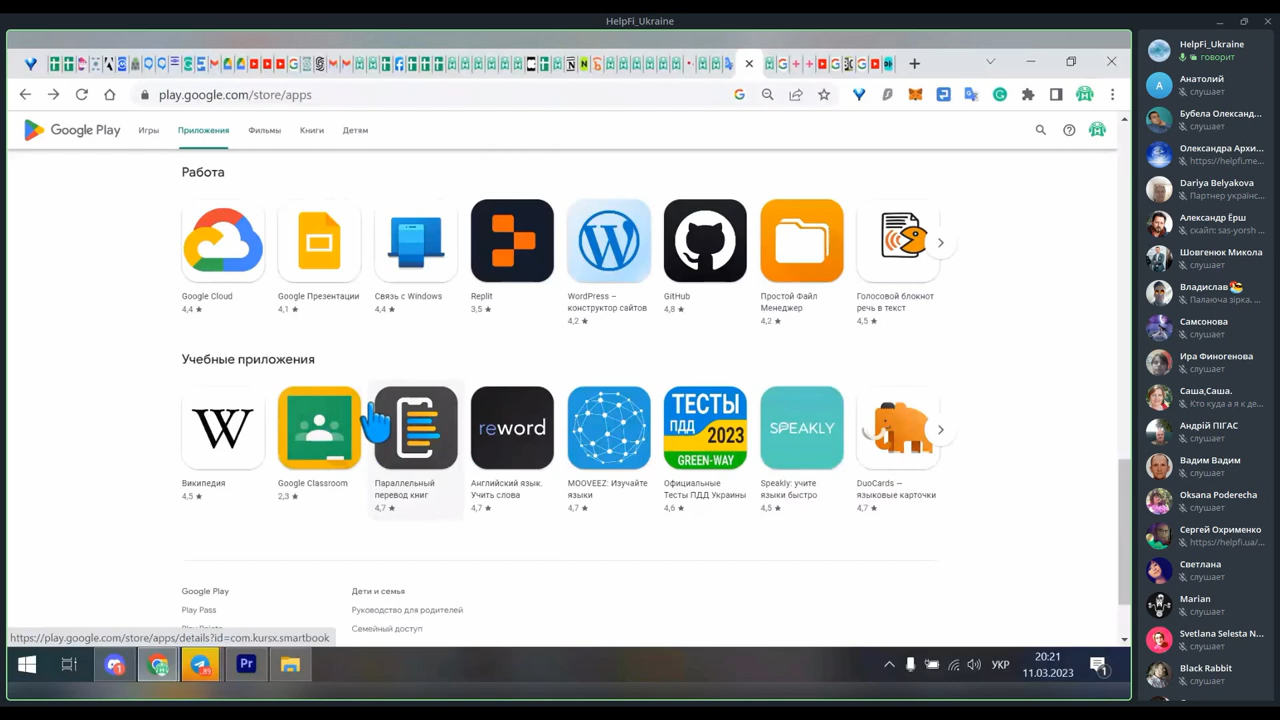 HelpFi_Ukraine
play.google.com/store/apps
Google Play
Игры
Приложения
Фильмы
Книги
Детям
Работа
Google Cloud
4,4 ★
Google Презентации
4,1 ★
Связь с Windows
4,4 ★
Replit
3,5 ★
WordPress –
конструктор сайтов
4,2 ★
GitHub
4,8 ★
Простой Файл
Менеджер
4,2 ★
Голосовой блокнот
речь в текст
4,5 ★
Учебные приложения
W
reword
ТЕСТЫ
ПДД
2023
GREEN-WAY
SPEAKLY
Википедия
4,5 ★
Google Classroom
2,3 ★
Параллельный
перевод книг
4,7 ★
Английский язык.
Учить слова
4,7 ★
MOOVEEZ: Изучайте
языки
4,7 ★
Официальные
Тесты ПДД Украины
4,6 ★
Speakly: учите
языки быстро
4,5 ★
DuoCards –
языковые карточки
4,7 ★
Google Play
Play Pass
Дети и семья
Руководство для родителей
Семейный доступ
https://play.google.com/store/apps/details?id=com.kursx.smartbook
Pr
УКР
20:21
11.03.2023
1
HelpFi_Ukraine
говорит
А
Анатолий
слушает
Бубела Олександ...
слушает
Олександра Архи...
https://helpfi.me...
Dariya Belyakova
Партнер українс...
Александр Ёрш
скайп: sas-yorsh ...
Шовгенюк Микола
слушает
Владислав
Палаюча зірка. ...
Самсонова
слушает
Ира Финогенова
слушает
Саша,Саша.
Кто куда а я к де...
Андрій ПІГАС
слушает
Вадим Вадим
слушает
Oksana Poderecha
слушает
Сергей Охрименко
https://helpfi.ua/...
Светлана
слушает
Marian
слушает
Svetlana Selesta N...
слушает
Black Rabbit
слушает